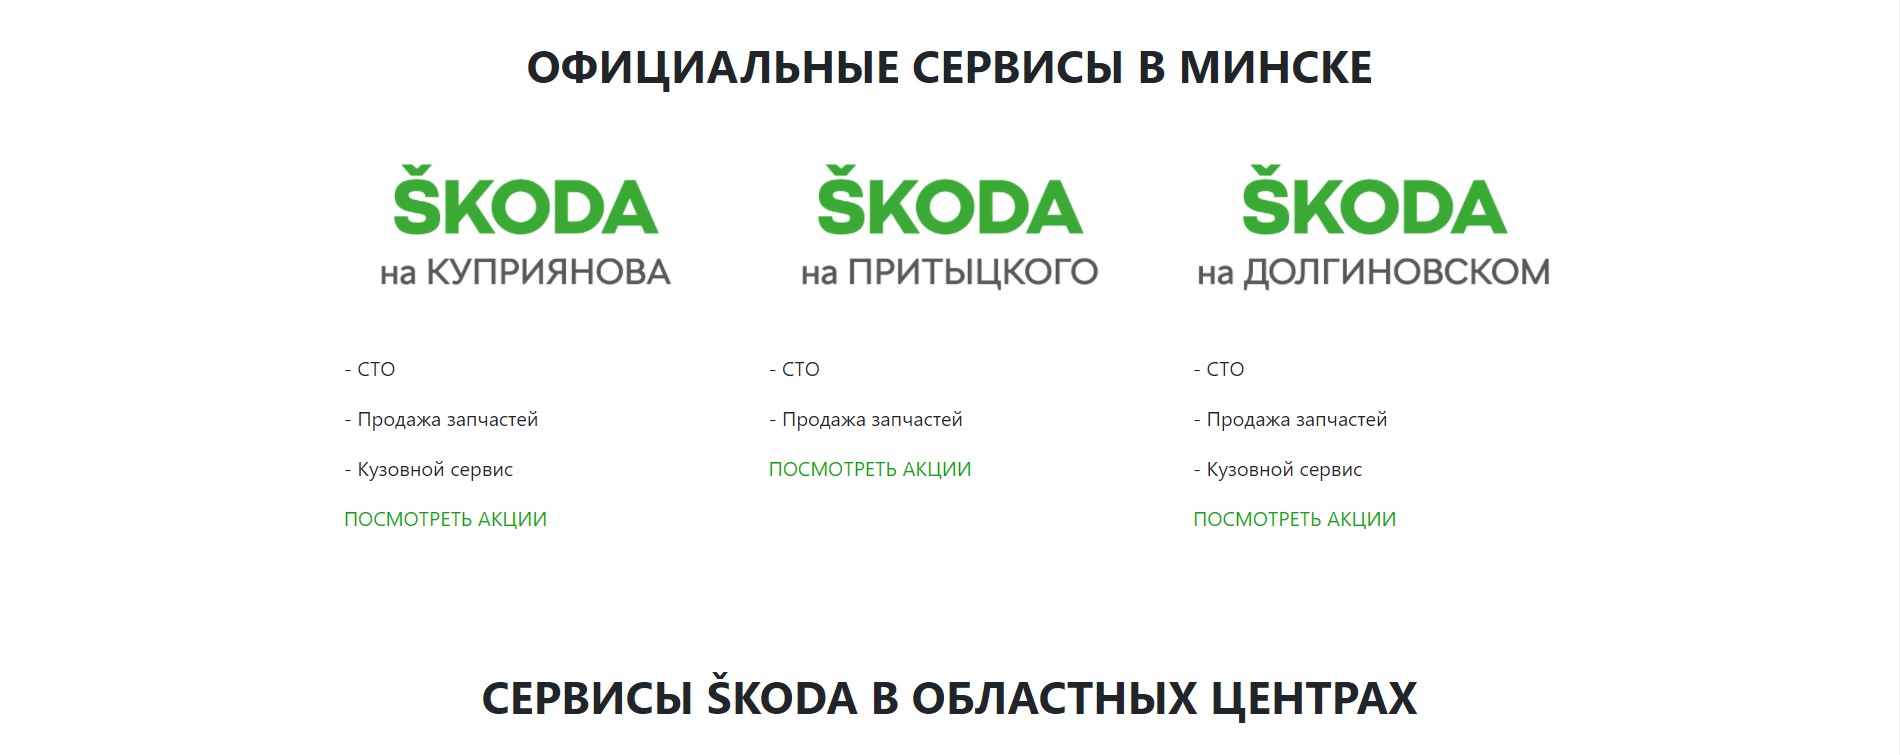 ОФИЦИАЛЬНЫЕ СЕРВИСЫ В МИНСКЕ
ŠKODA
на КУПРИЯНОВА
- СТО
- Продажа запчастей
- Кузовной сервис
ПОСМОТРЕТЬ АКЦИИ
ŠKODA
на ПРИТЫЦКОГО
- СТО
- Продажа запчастей
ПОСМОТРЕТЬ АКЦИИ
ŠKODA
на ДОЛГИНОВСКОМ
- СТО
- Продажа запчастей
- Кузовной сервис
ПОСМОТРЕТЬ АКЦИИ
СЕРВИСЫ ŠKODA В ОБЛАСТНЫХ ЦЕНТРАХ